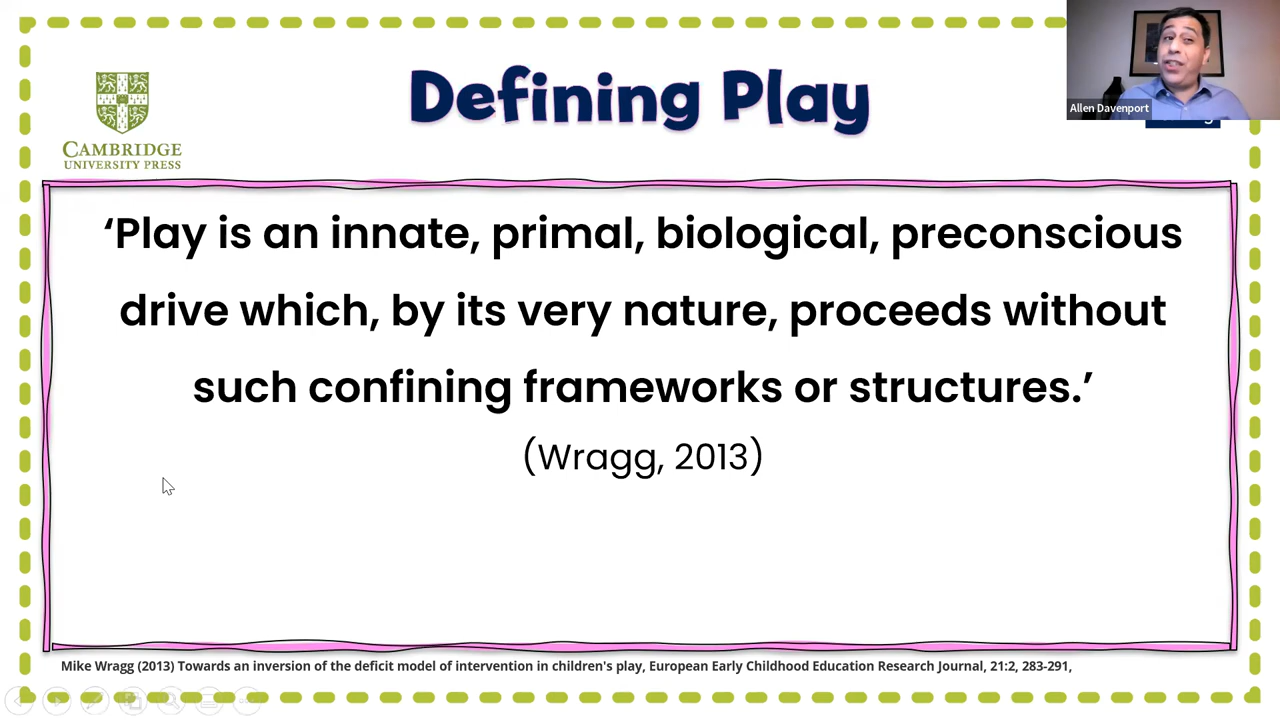 Defining Play
Allen Davenport
CAMBRIDGE
UNIVERSITY PRESS
‘Play is an innate, primal, biological, preconscious
drive which, by its very nature, proceeds without
such confining frameworks or structures.’
(Wragg, 2013)
Mike Wragg (2013) Towards an inversion of the deficit model of intervention in children's play, European Early Childhood Education Research Journal, 21:2, 283-291,